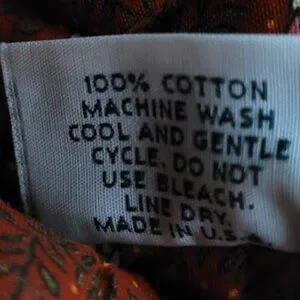 100% COTTON
MACHINE WASH
COOL AND GENTLE
CYCLE. DO NOT
USE BLEACH.
LINE DRY.
MADE IN U.S.A.